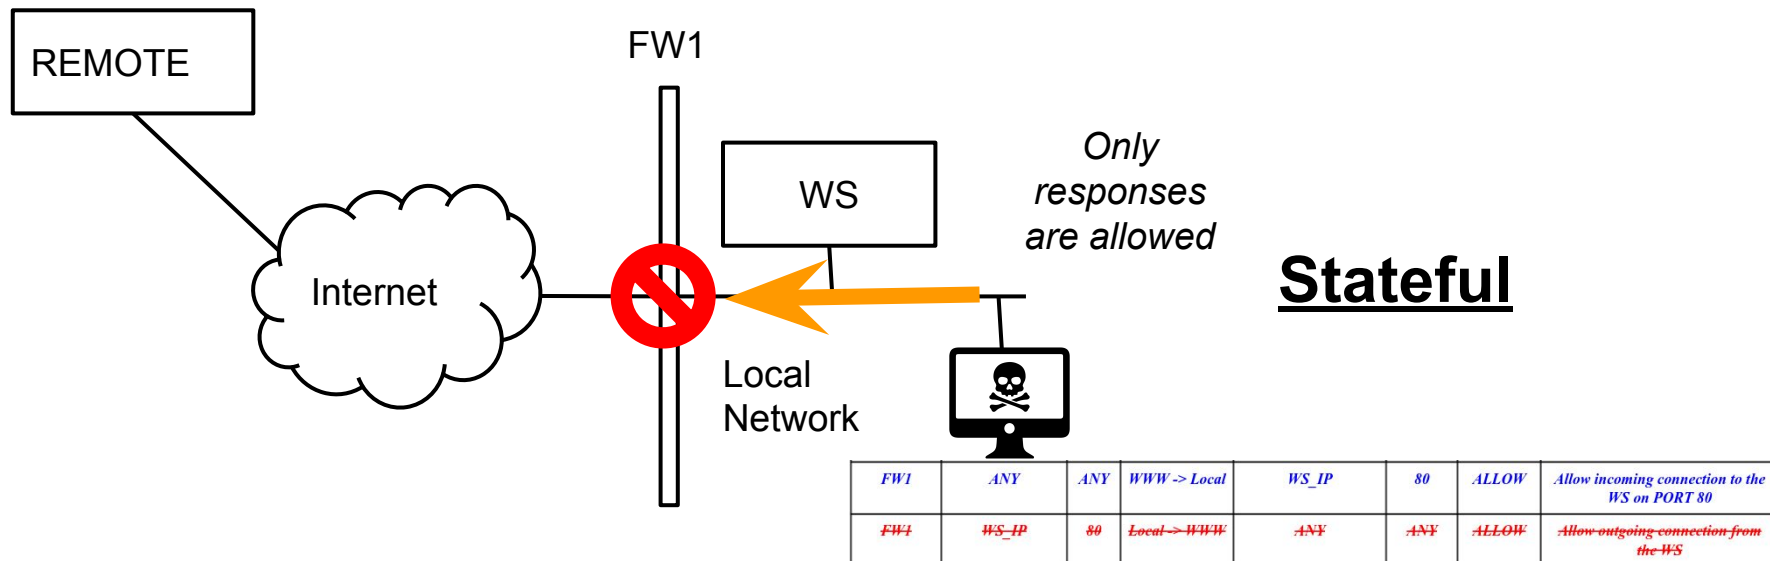 REMOTE
FW1
WS
Only
responses
are allowed
Stateful
Internet
Local
Network
FW1 ANY ANY WWW -> Local WS_IP 80 ALLOW Allow incoming connection to the
WS on PORT 80
FW1 WS_IP 80 Local -> WWW ANY ANY ALLOW Allow outgoing connection from
the WS